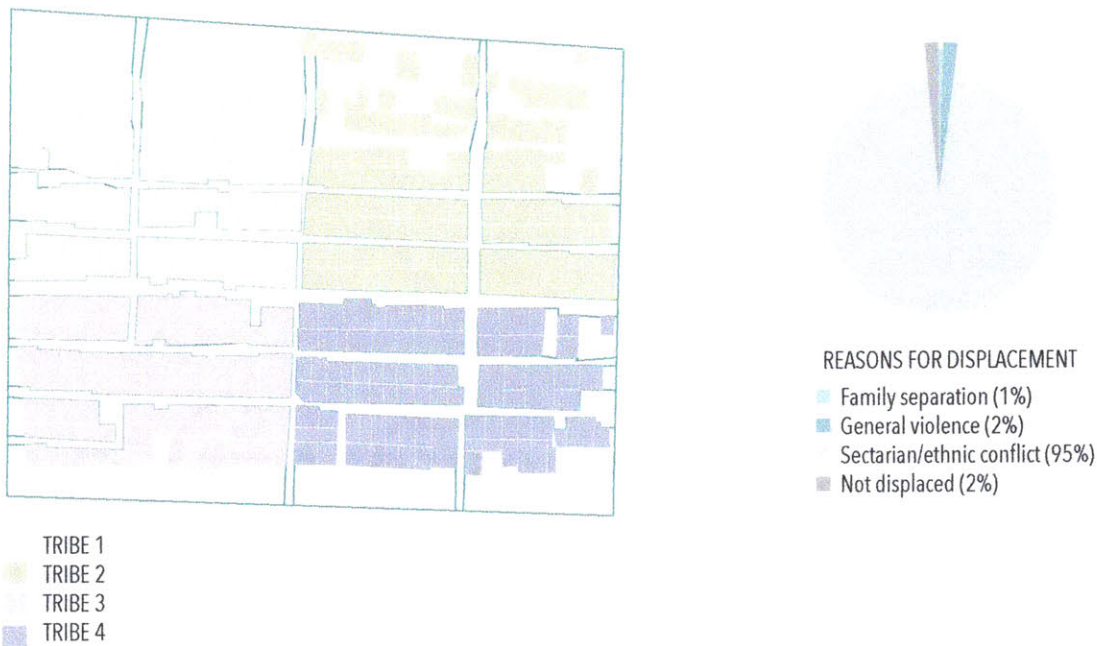 REASONS FOR DISPLACEMENT
Family separation (1%)
General violence (2%)
Sectarian/ethnic conflict (95%)
Not displaced (2%)
TRIBE 1
TRIBE 2
TRIBE 3
TRIBE 4